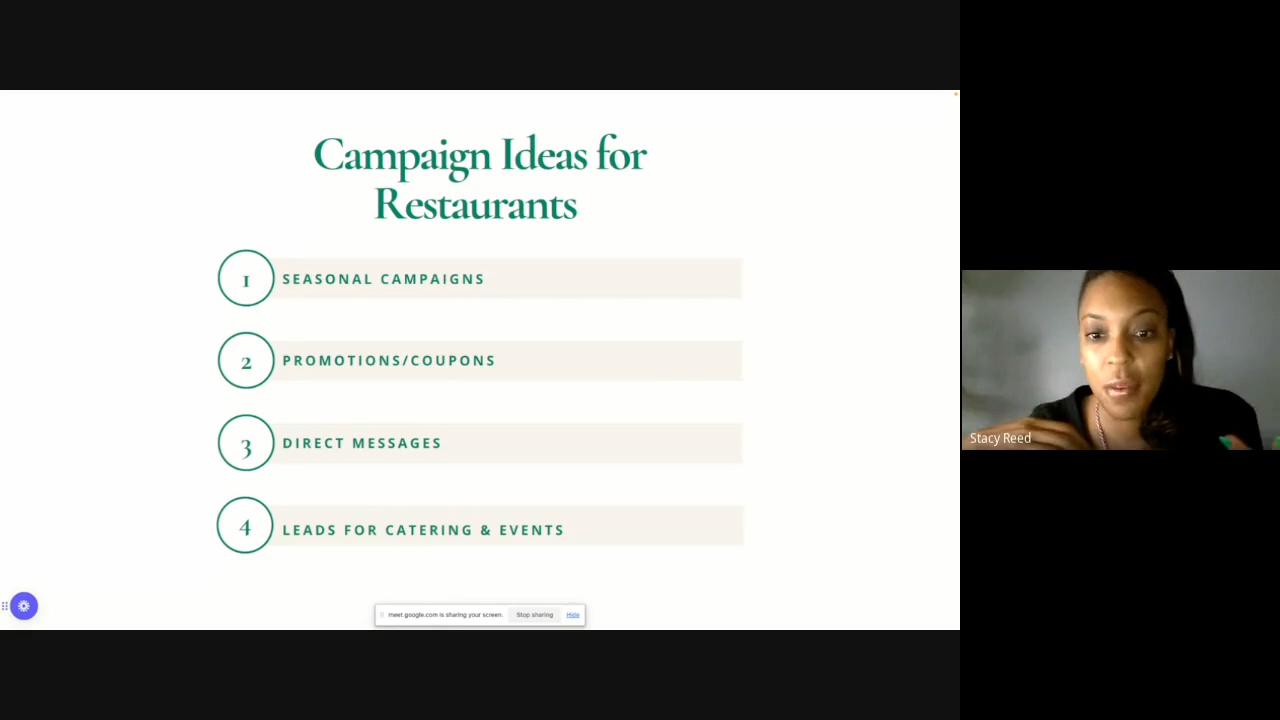 Campaign Ideas for
Restaurants
1 SEASONAL CAMPAIGNS
2 PROMOTIONS/COUPONS
3 DIRECT MESSAGES
4 LEADS FOR CATERING & EVENTS
meet.google.com is sharing your screen. Stop sharing Hide
Stacy Reed